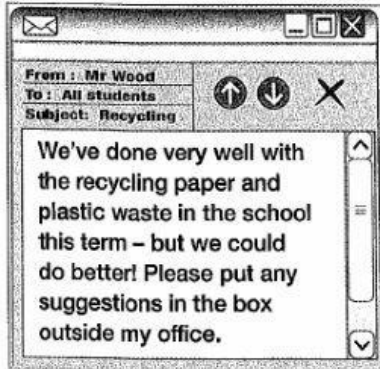 From : Mr Wood
To : All students
Subject: Recycling
We've done very well with
the recycling paper and
plastic waste in the school
this term – but we could
do better! Please put any
suggestions in the box
outside my office.